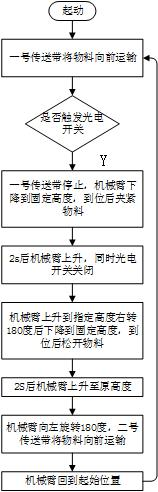 起动
一号传送带将物料向前运输
是否触发光电
开关
Y
一号传送带停止，机械臂下
降到固定高度，到位后夹紧
物料
2s后机械臂上升，同时光电
开关关闭
机械臂上升到指定高度右转
180度后下降到固定高度，到
位后松开物料
2S后机械臂上升至原高度
机械臂向左旋转180度，二号
传送带将物料向前运输
机械臂回到起始位置